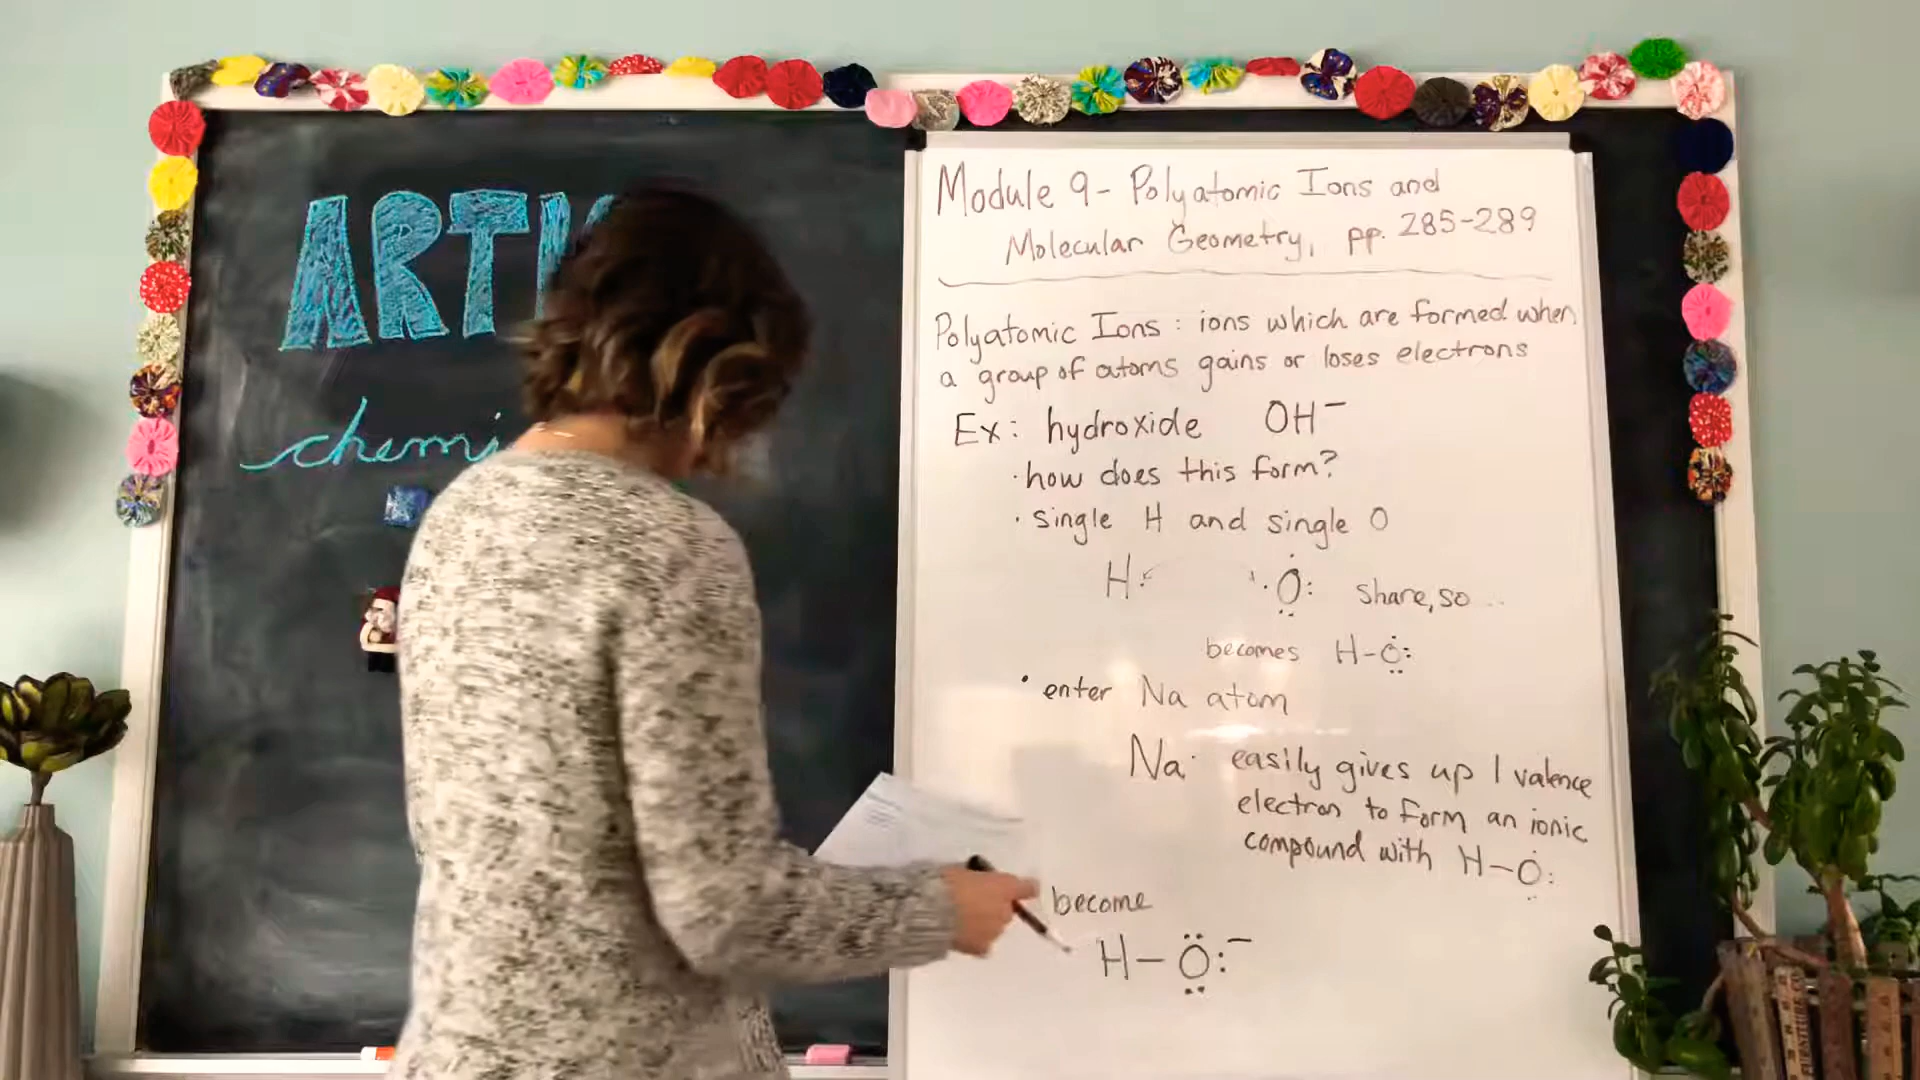 ARTI
chemi
Module 9 - Polyatomic Ions and
Molecular Geometry, pp. 285-289
Polyatomic Ions : ions which are formed when
a group of atoms gains or loses electrons
Ex: hydroxide OH⁻
· how does this form?
· single H and single O
H· ·O: share, so...
becomes H-O:
• enter Na atom
Na· easily gives up 1 valence
electron to form an ionic
compound with H-O:
become
H-O:⁻